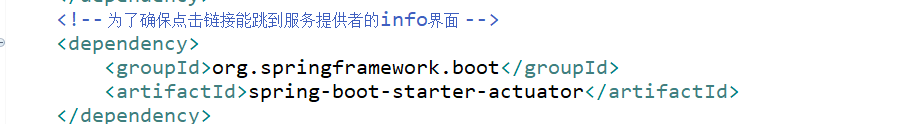 <!-- 为了确保点击链接能跳到服务提供者的info界面 -->
<dependency>
    <groupId>org.springframework.boot</groupId>
    <artifactId>spring-boot-starter-actuator</artifactId>
</dependency>